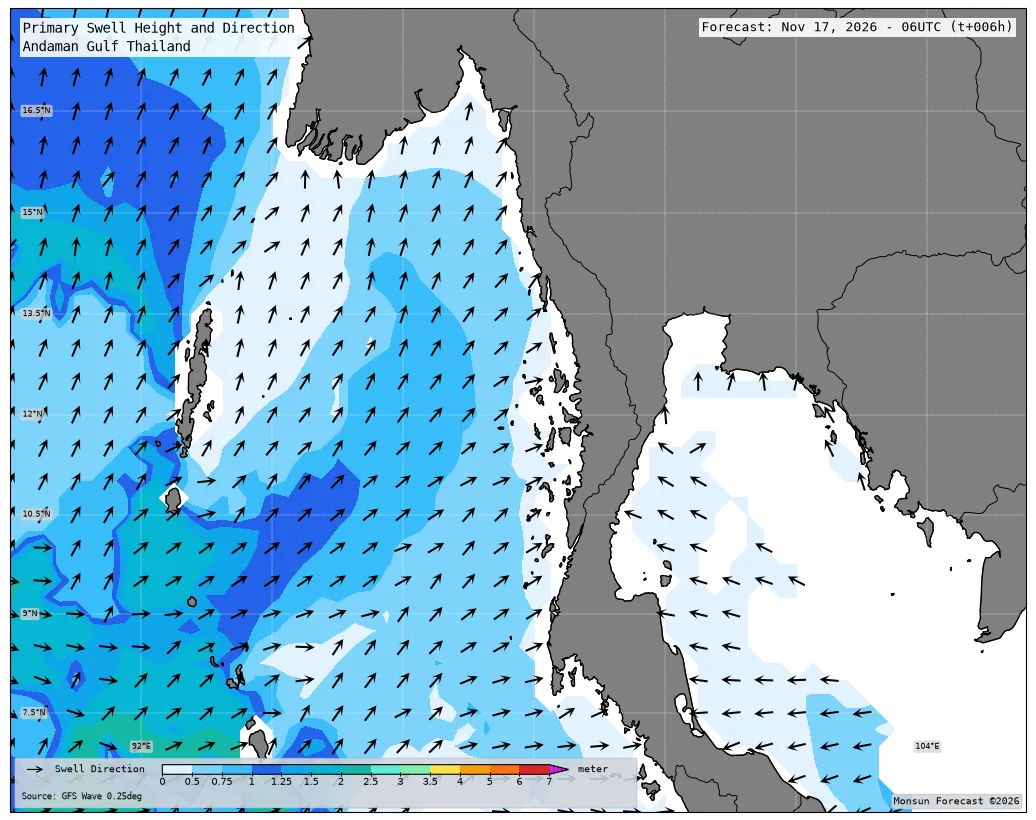 Primary Swell Height and Direction
Andaman Gulf Thailand
Forecast: Nov 17, 2026 - 06UTC (t+006h)
16.5°N
15°N
13.5°N
12°N
10.5°N
9°N
7.5°N
92°E
104°E
Swell Direction
0 0.5 0.75 1 1.25 1.5 2 2.5 3 3.5 4 5 6 7
meter
Source: GFS Wave 0.25deg
Monsun Forecast ©2026